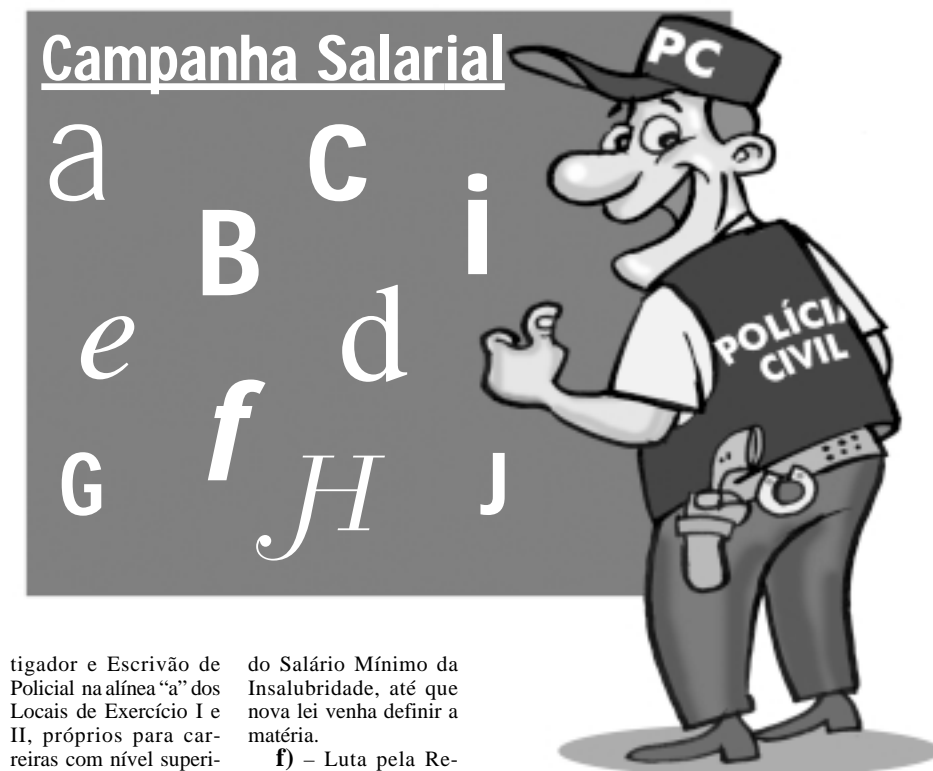 Campanha Salarial
a
c
i
B
e
d
f
G
H
J
PC
POLÍCIA
CIVIL
tigador e Escrivão de
Policial na alínea “a” dos
Locais de Exercício I e
II, próprios para car-
reiras com nível superi-
do Salário Mínimo da
Insalubridade, até que
nova lei venha definir a
matéria.
f) – Luta pela Re-